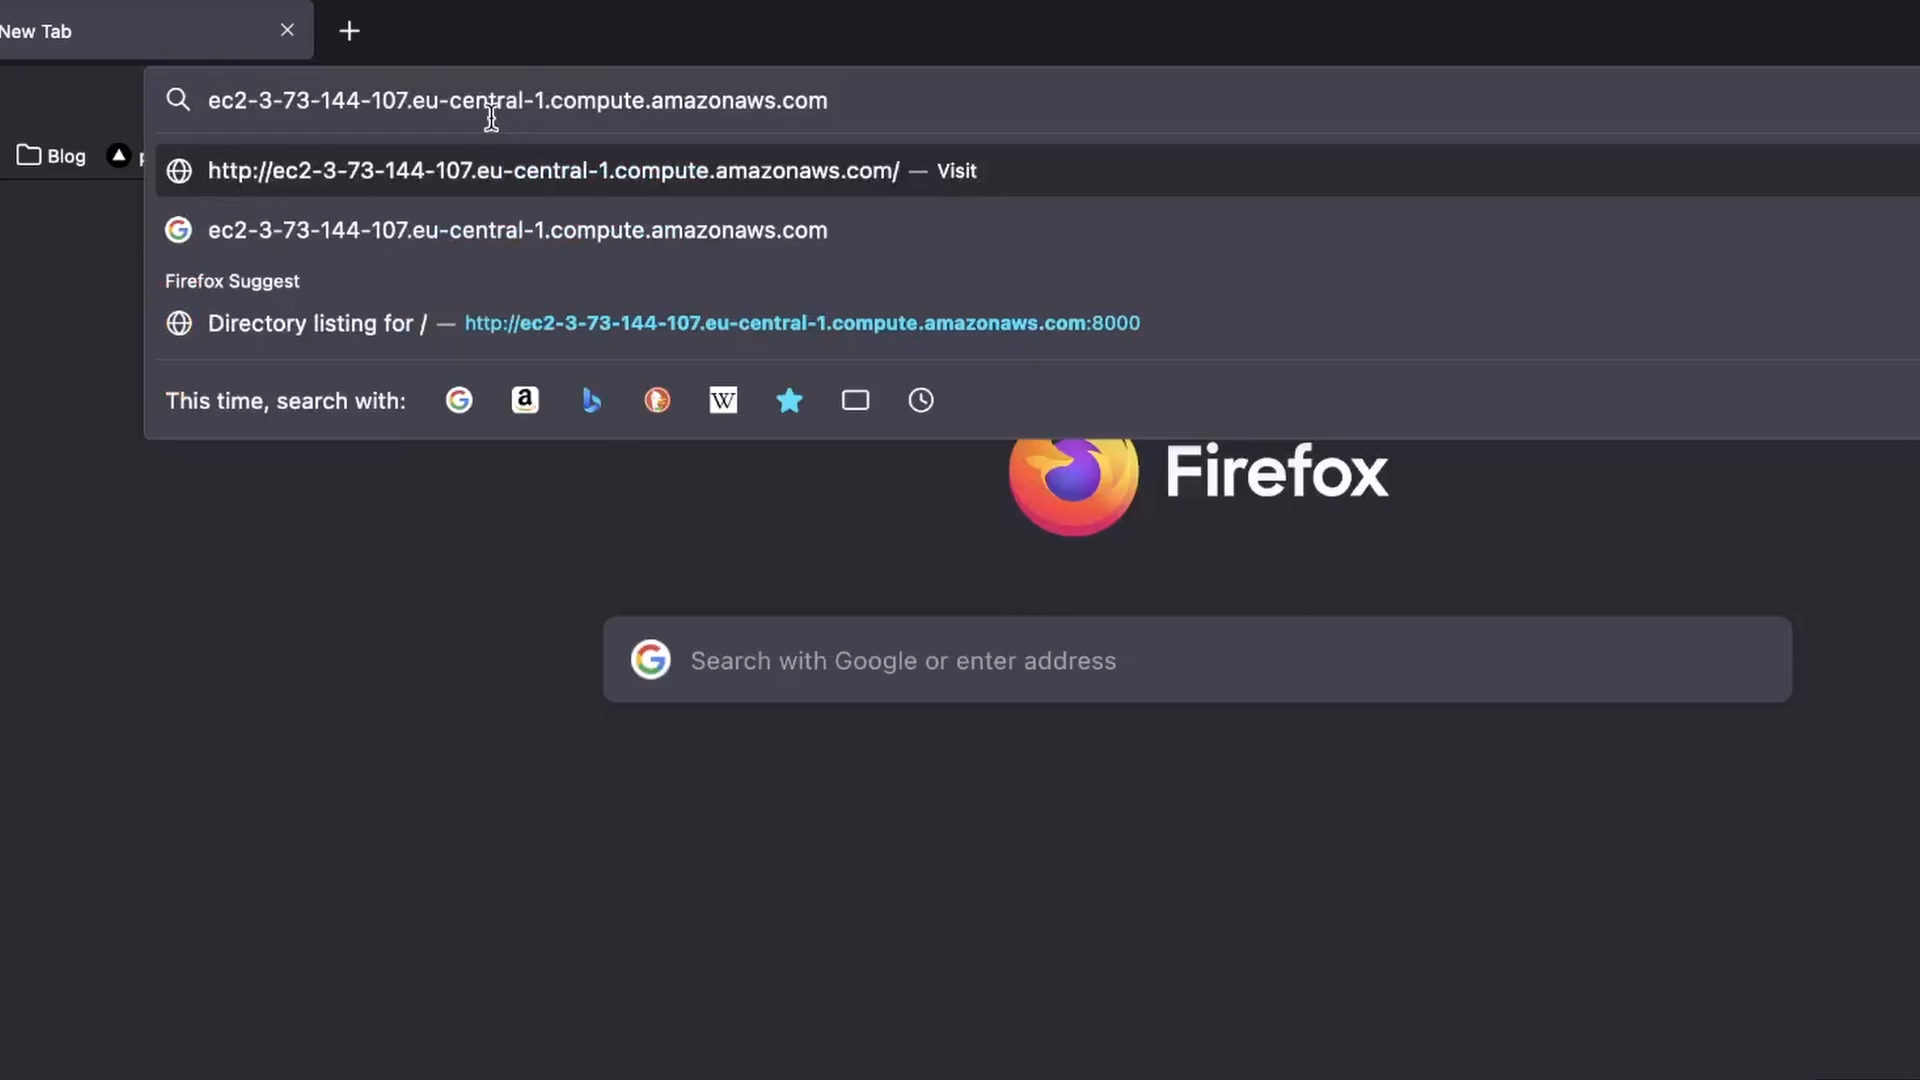 New Tab
ec2-3-73-144-107.eu-central-1.compute.amazonaws.com
Blog
http://ec2-3-73-144-107.eu-central-1.compute.amazonaws.com/ — Visit
ec2-3-73-144-107.eu-central-1.compute.amazonaws.com
Firefox Suggest
Directory listing for / — http://ec2-3-73-144-107.eu-central-1.compute.amazonaws.com:8000
This time, search with:
Firefox
Search with Google or enter address